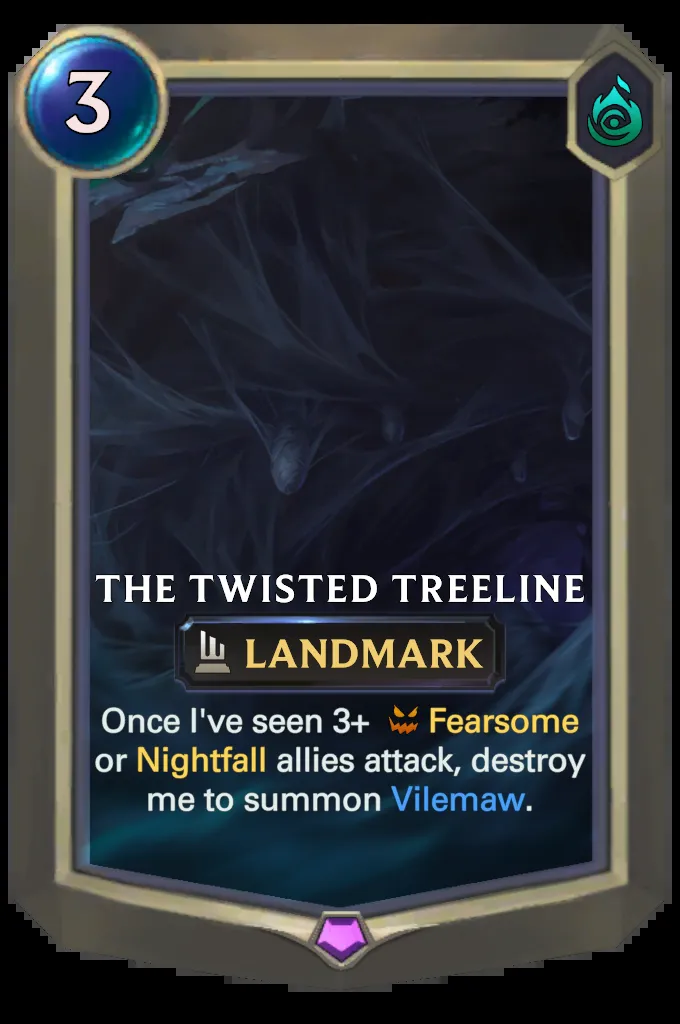 3
THE TWISTED TREELINE
LANDMARK
Once I've seen 3+ Fearsome
or Nightfall allies attack, destroy
me to summon Vilemaw.